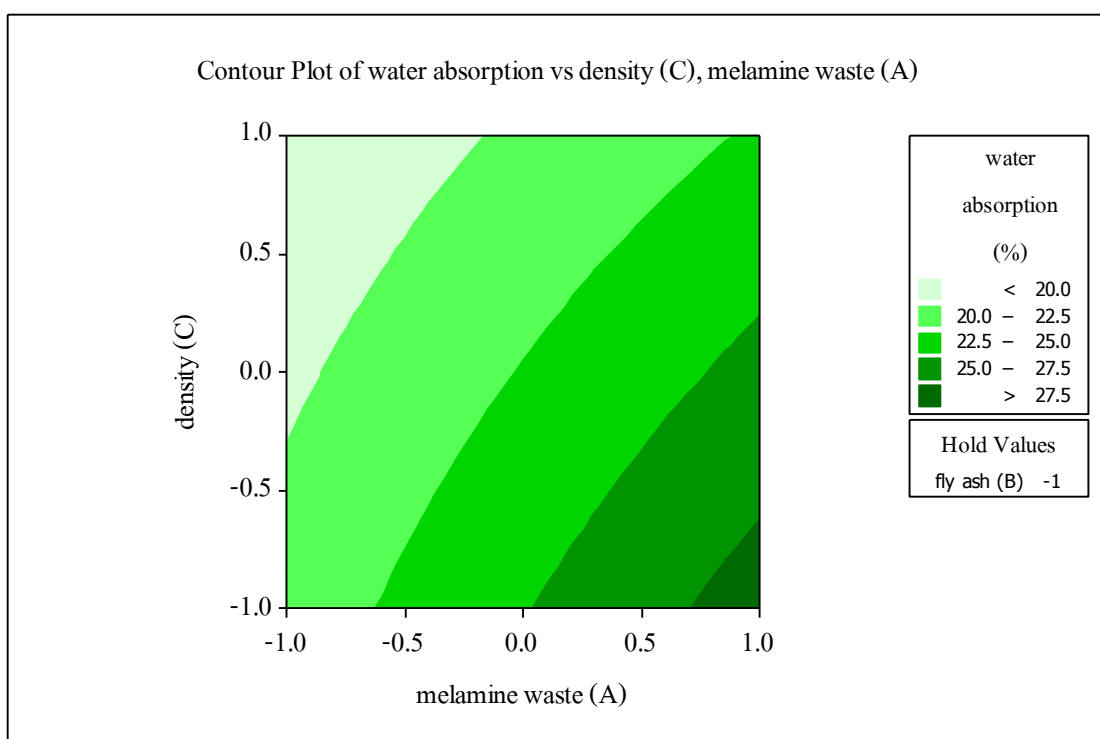 Contour Plot of water absorption vs density (C), melamine waste (A)
1.0
0.5
0.0
-0.5
-1.0
density (C)
-1.0 -0.5 0.0 0.5 1.0
melamine waste (A)
water
absorption
(%)
< 20.0
20.0 – 22.5
22.5 – 25.0
25.0 – 27.5
> 27.5
Hold Values
fly ash (B) -1